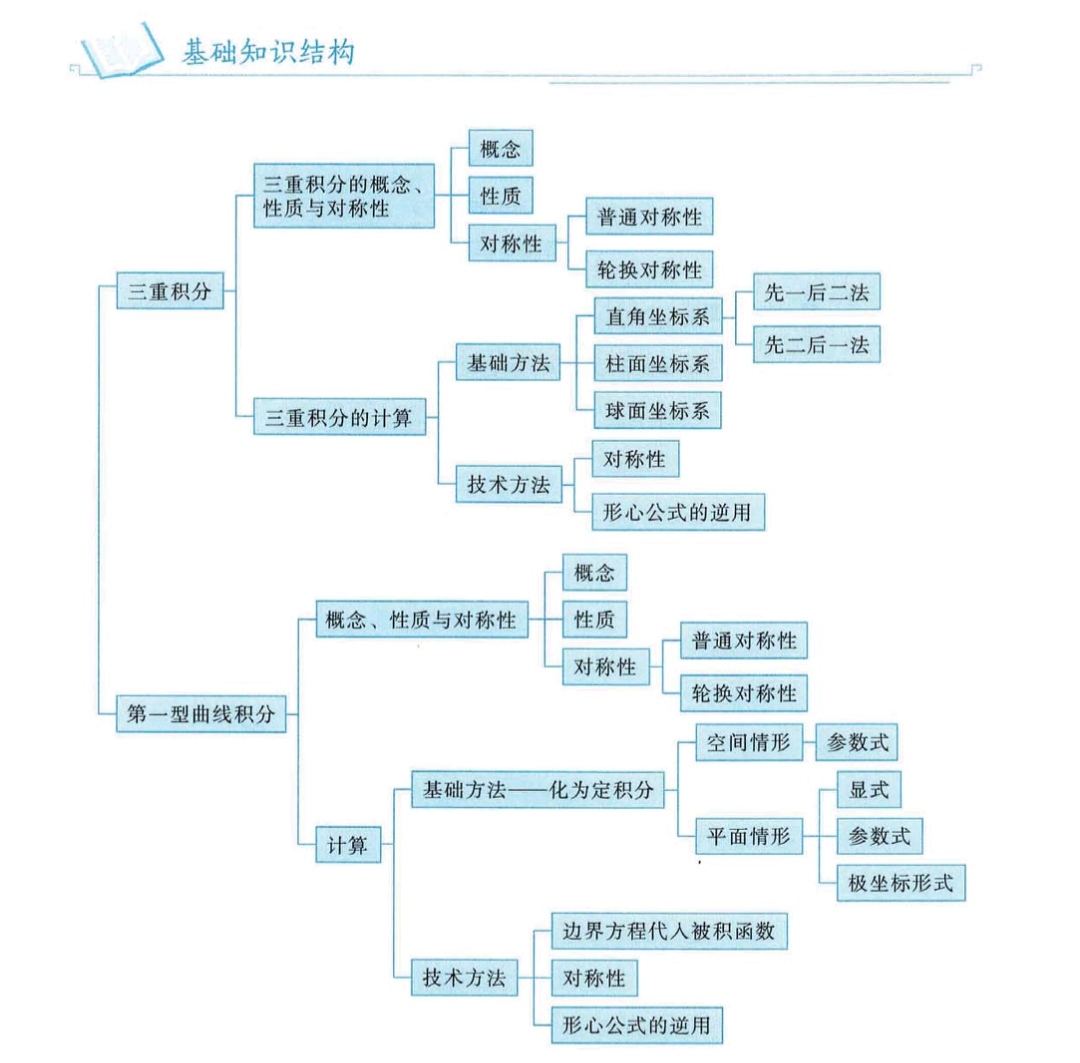 基础知识结构
概念
三重积分的概念、
性质与对称性
性质
普通对称性
对称性
轮换对称性
三重积分
先一后二法
直角坐标系
先二后一法
基础方法
柱面坐标系
球面坐标系
三重积分的计算
对称性
技术方法
形心公式的逆用
概念
概念、性质与对称性
性质
普通对称性
对称性
轮换对称性
第一型曲线积分
空间情形
参数式
基础方法——化为定积分
显式
平面情形
参数式
计算
极坐标形式
边界方程代入被积函数
技术方法
对称性
形心公式的逆用